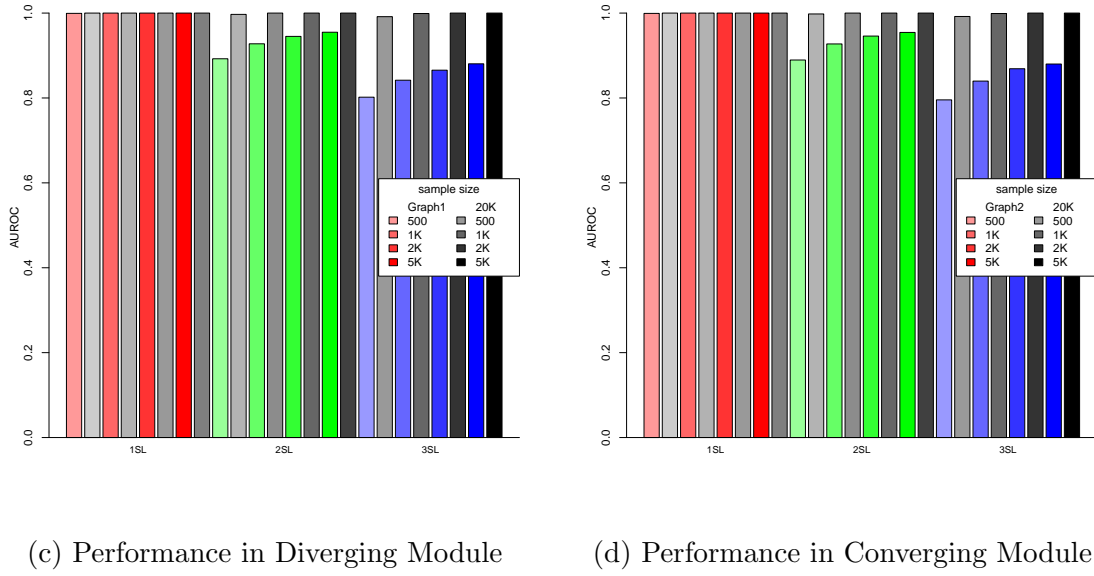 1.0
0.8
0.6
0.4
0.2
0.0
AUROC
sample size
Graph1 20K
500 500
1K 1K
2K 2K
5K 5K
1SL 2SL 3SL
(c) Performance in Diverging Module
1.0
0.8
0.6
0.4
0.2
0.0
AUROC
sample size
Graph2 20K
500 500
1K 1K
2K 2K
5K 5K
1SL 2SL 3SL
(d) Performance in Converging Module